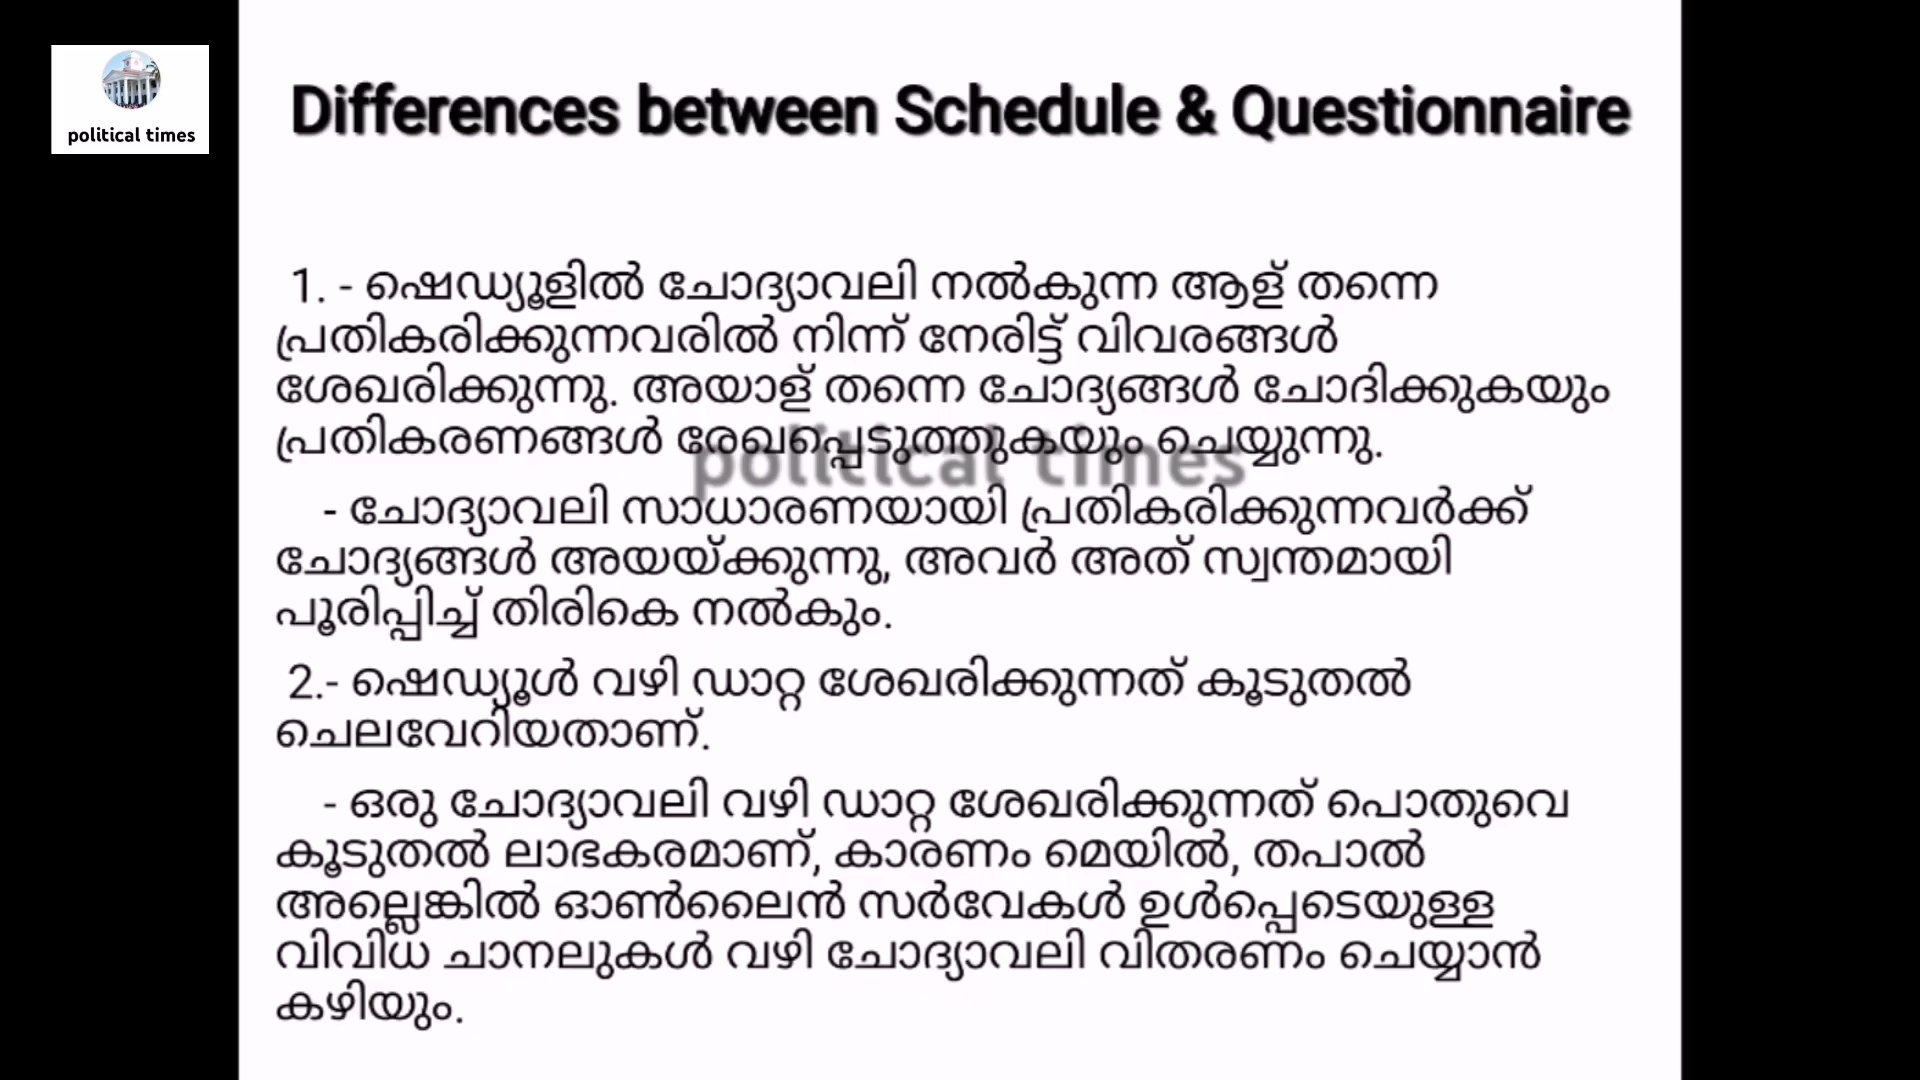 political times
Differences between Schedule & Questionnaire
1. - ഷെഡ്യൂളിൽ ചോദ്യാവലി നൽകുന്ന ആള് തന്നെ
പ്രതികരിക്കുന്നവരിൽ നിന്ന് നേരിട്ട് വിവരങ്ങൾ
ശേഖരിക്കുന്നു. അയാള് തന്നെ ചോദ്യങ്ങൾ ചോദിക്കുകയും
പ്രതികരണങ്ങൾ രേഖപ്പെടുത്തുകയും ചെയ്യുന്നു.
political times
- ചോദ്യാവലി സാധാരണയായി പ്രതികരിക്കുന്നവർക്ക്
ചോദ്യങ്ങൾ അയയ്ക്കുന്നു, അവർ അത് സ്വന്തമായി
പൂരിപ്പിച്ച് തിരികെ നൽകും.
2.- ഷെഡ്യൂൾ വഴി ഡാറ്റ ശേഖരിക്കുന്നത് കൂടുതൽ
ചെലവേറിയതാണ്.
- ഒരു ചോദ്യാവലി വഴി ഡാറ്റ ശേഖരിക്കുന്നത് പൊതുവെ
കൂടുതൽ ലാഭകരമാണ്, കാരണം മെയിൽ, തപാൽ
അല്ലെങ്കിൽ ഓൺലൈൻ സർവേകൾ ഉൾപ്പെടെയുള്ള
വിവിധ ചാനലുകൾ വഴി ചോദ്യാവലി വിതരണം ചെയ്യാൻ
കഴിയും.